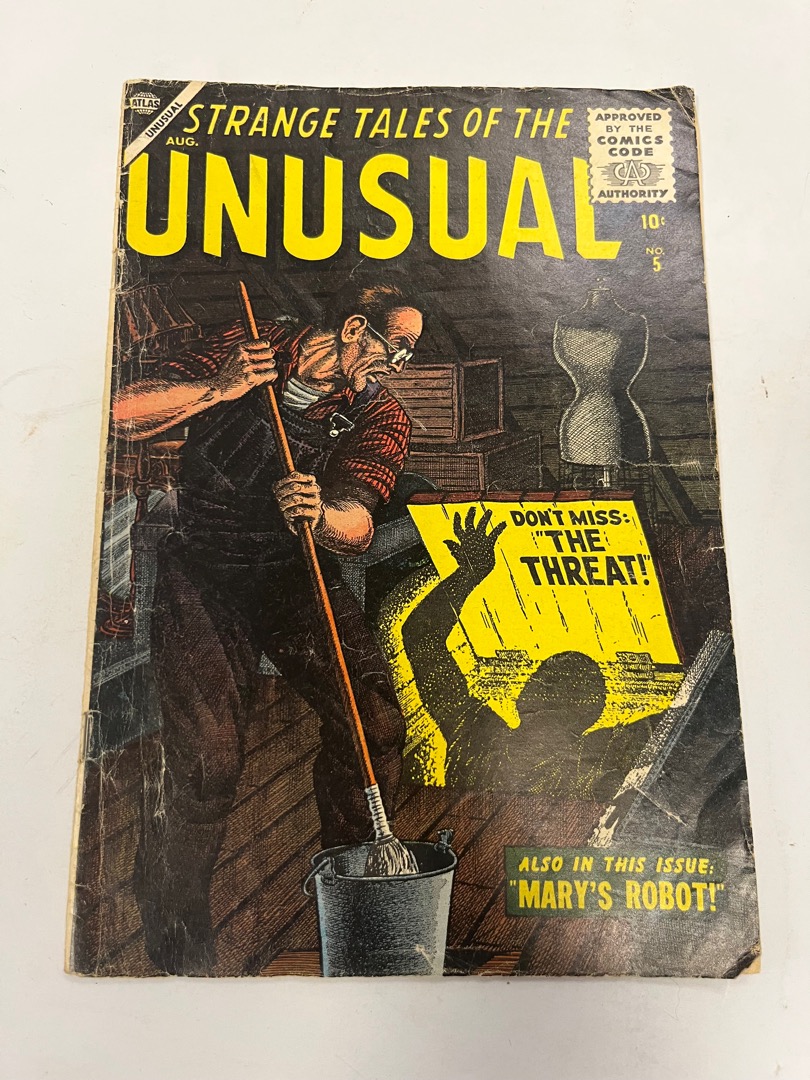 ATLAS
UNUSUAL
STRANGE TALES OF THE
AUG.
UNUSUAL
APPROVED
BY THE
COMICS
CODE
CA
AUTHORITY
10¢
NO.
5
DON'T MISS:
"THE
THREAT!"
ALSO IN THIS ISSUE:
"MARY'S ROBOT!"